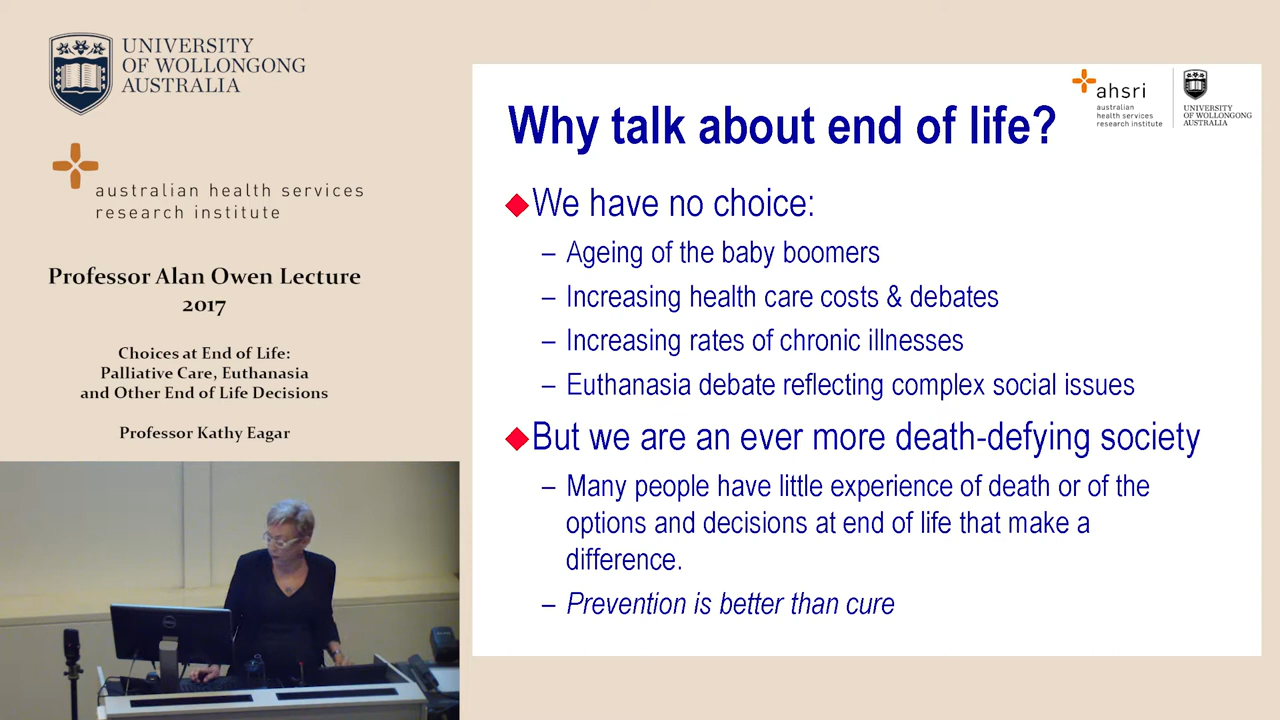 UNIVERSITY
OF WOLLONGONG
AUSTRALIA
australian health services
research institute
Professor Alan Owen Lecture
2017
Choices at End of Life:
Palliative Care, Euthanasia
and Other End of Life Decisions
Professor Kathy Eagar
ahsri
australian
health services
research institute
UNIVERSITY
OF WOLLONGONG
AUSTRALIA
Why talk about end of life?
We have no choice:
– Ageing of the baby boomers
– Increasing health care costs & debates
– Increasing rates of chronic illnesses
– Euthanasia debate reflecting complex social issues
But we are an ever more death-defying society
– Many people have little experience of death or of the
options and decisions at end of life that make a
difference.
– Prevention is better than cure
DELL